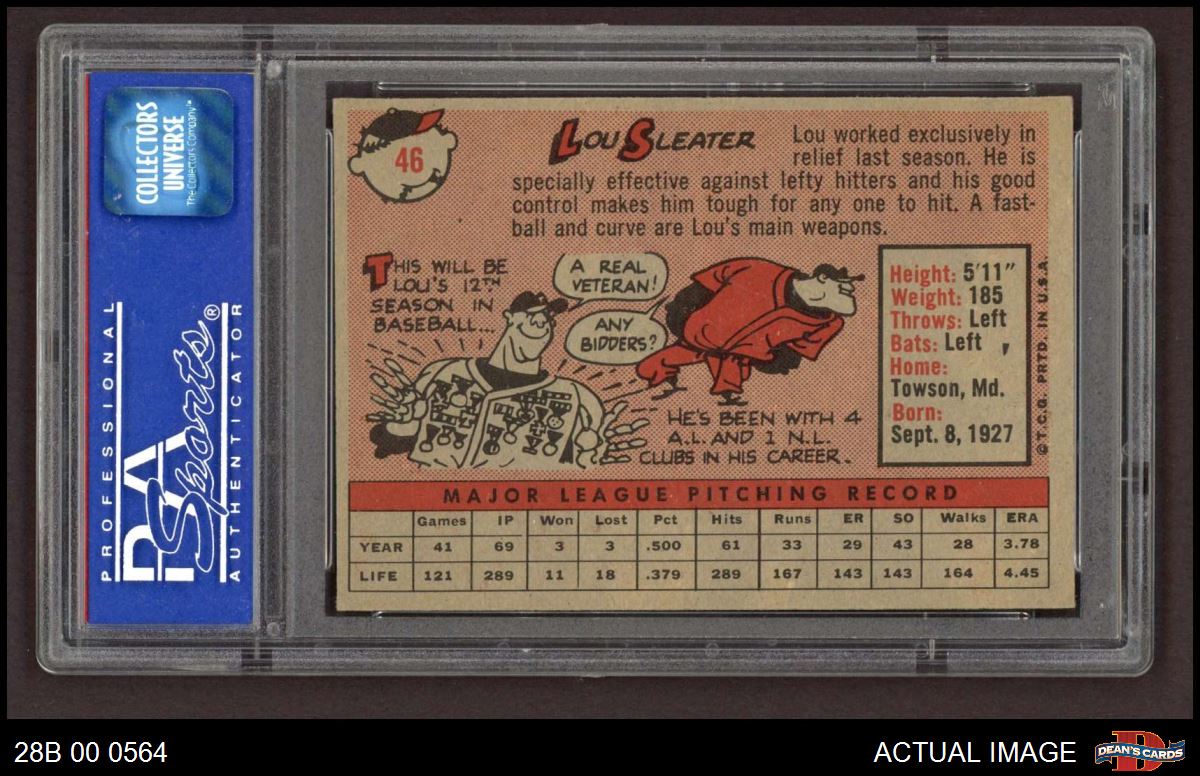 COLLECTORS
UNIVERSE
The Collectors Company™
PROFESSIONAL
PSA
Sports®
AUTHENTICATOR
46
LOU SLEATER
Lou worked exclusively in
relief last season. He is
specially effective against lefty hitters and his good
control makes him tough for any one to hit. A fast-
ball and curve are Lou's main weapons.
THIS WILL BE
LOU'S 12TH
SEASON IN
BASEBALL...
A REAL
VETERAN!
ANY
BIDDERS?
HE'S BEEN WITH 4
A.L. AND 1 N.L.
CLUBS IN HIS CAREER.
Height: 5'11"
Weight: 185
Throws: Left
Bats: Left
Home:
Towson, Md.
Born:
Sept. 8, 1927
©T.C.G. PRTD. IN U.S.A.
MAJOR LEAGUE PITCHING RECORD
Games IP Won Lost Pct Hits Runs ER SO Walks ERA
YEAR 41 69 3 3 .500 61 33 29 43 28 3.78
LIFE 121 289 11 18 .379 289 167 143 143 164 4.45
28B 00 0564
ACTUAL IMAGE
DEAN'S CARDS